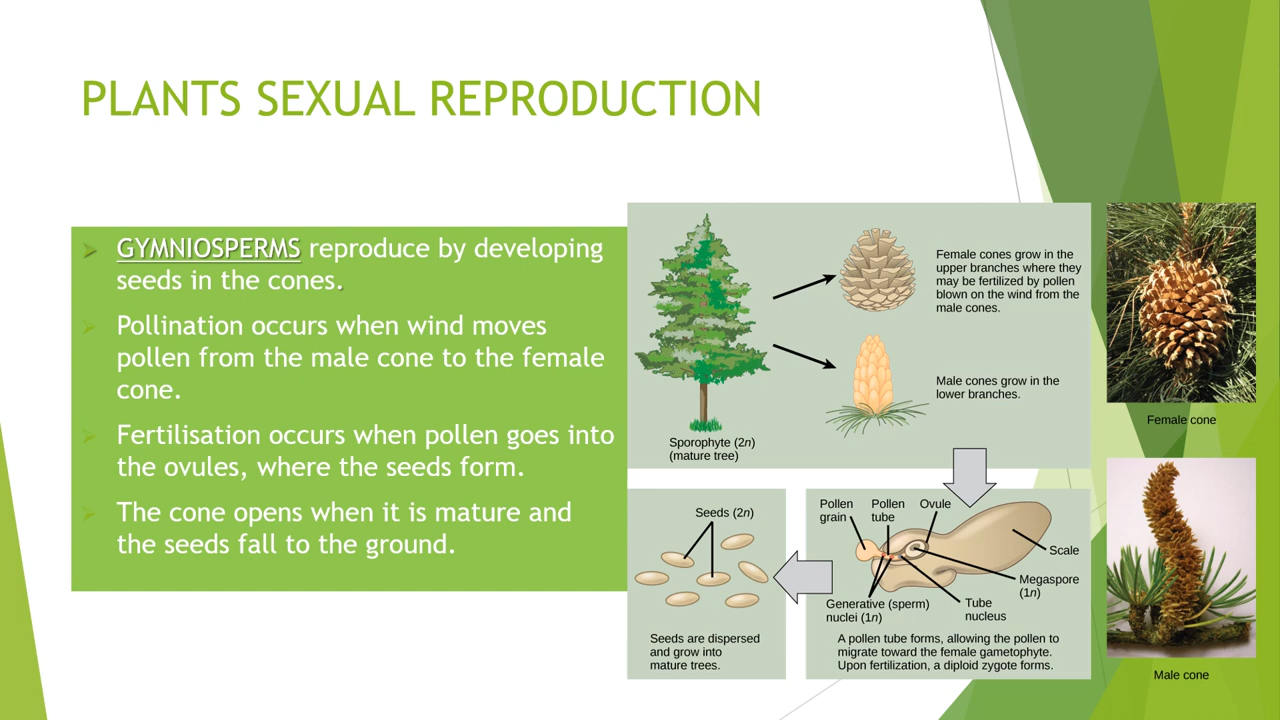 PLANTS SEXUAL REPRODUCTION
GYMNIOSPERMS reproduce by developing
seeds in the cones.
Pollination occurs when wind moves
pollen from the male cone to the female
cone.
Fertilisation occurs when pollen goes into
the ovules, where the seeds form.
The cone opens when it is mature and
the seeds fall to the ground.
Female cones grow in the
upper branches where they
may be fertilized by pollen
blown on the wind from the
male cones.
Male cones grow in the
lower branches.
Sporophyte (2n)
(mature tree)
Pollen
grain
Pollen
tube
Ovule
Scale
Megaspore
(1n)
Tube
nucleus
Generative (sperm)
nuclei (1n)
A pollen tube forms, allowing the pollen to
migrate toward the female gametophyte.
Upon fertilization, a diploid zygote forms.
Seeds (2n)
Seeds are dispersed
and grow into
mature trees.
Female cone
Male cone